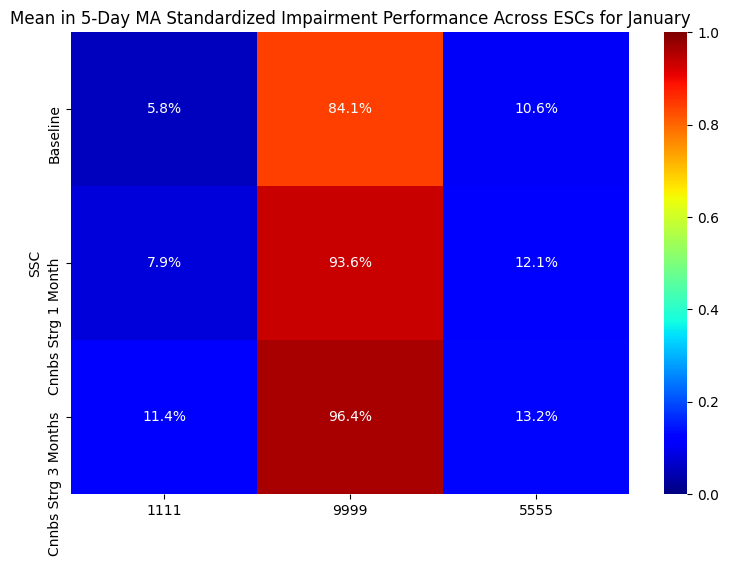 Mean in 5-Day MA Standardized Impairment Performance Across ESCs for January
SSC
Baseline
5.8% 84.1% 10.6%
Cnnbs Strg 1 Month
7.9% 93.6% 12.1%
Cnnbs Strg 3 Months
11.4% 96.4% 13.2%
1111 9999 5555
1.0
0.8
0.6
0.4
0.2
0.0